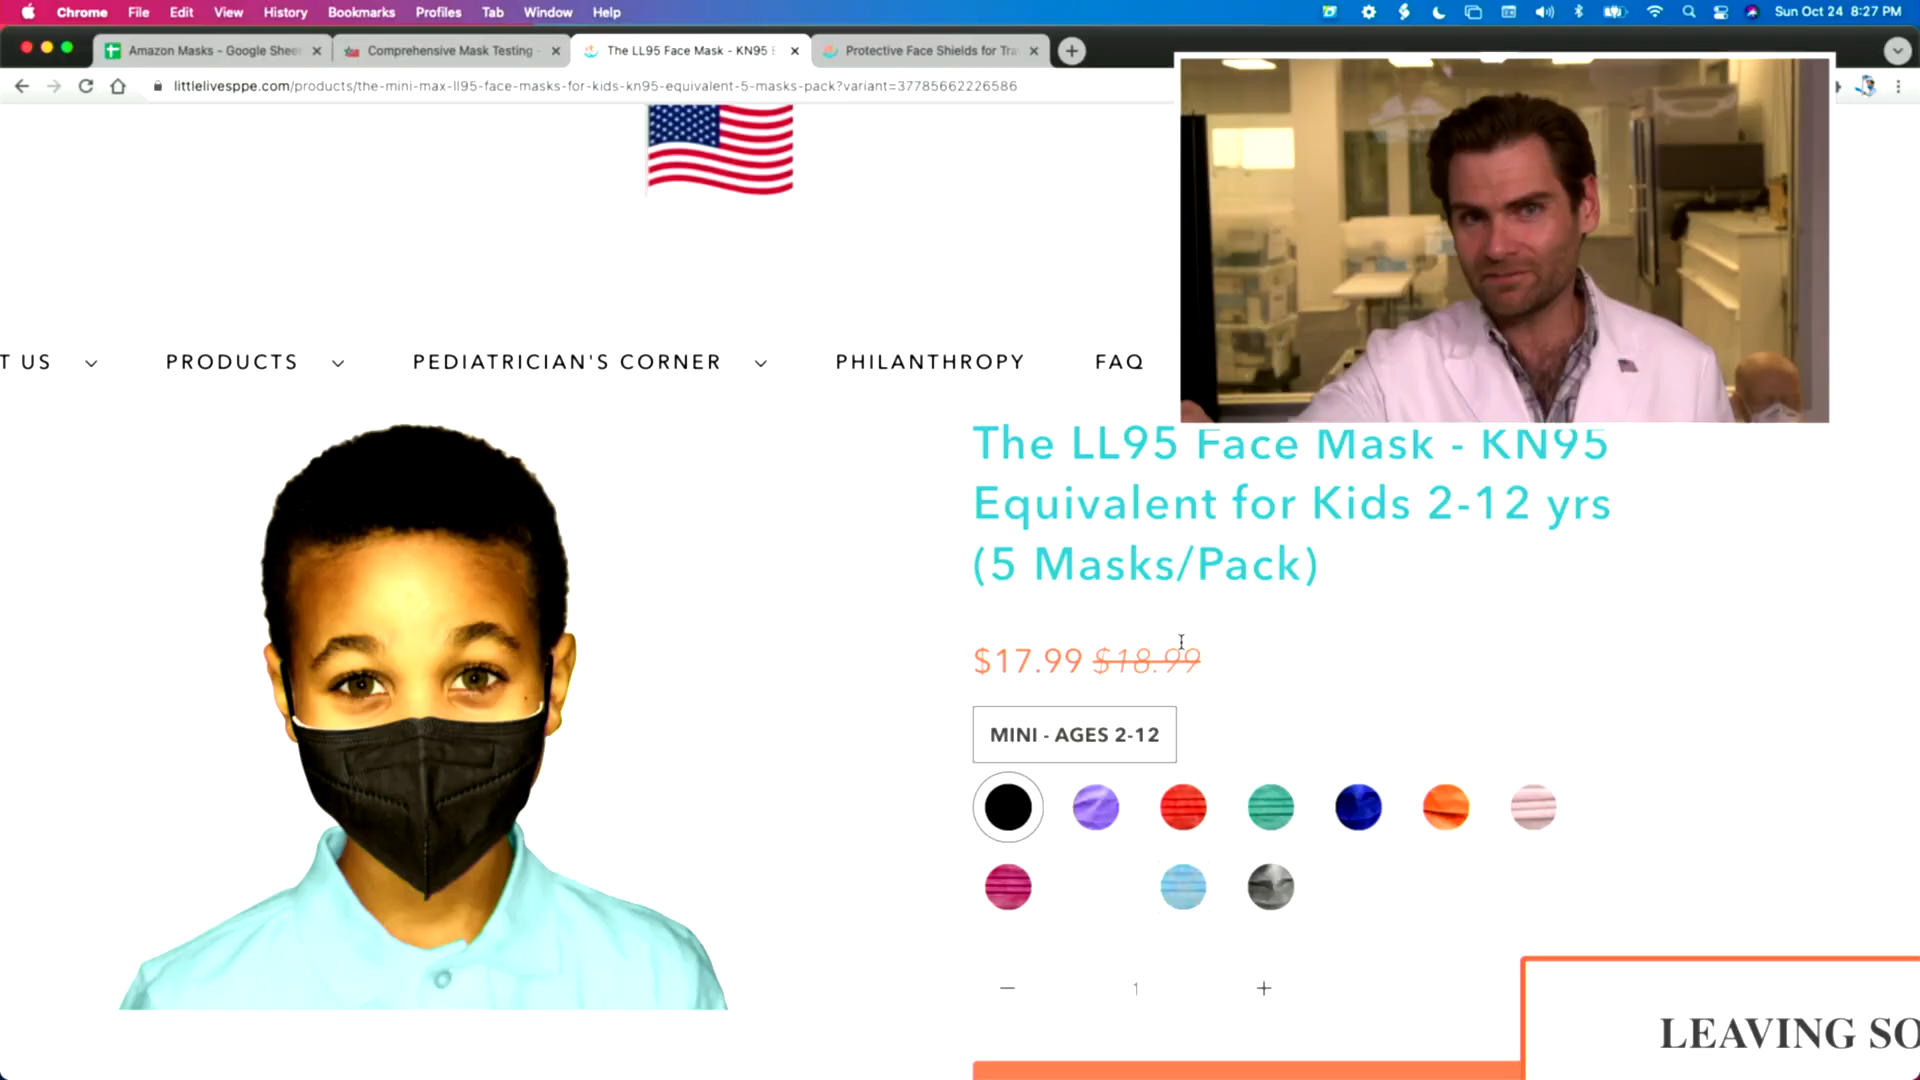 Chrome File Edit View History Bookmarks Profiles Tab Window Help Sun Oct 24 8:27 PM
Amazon Masks - Google Shee
Comprehensive Mask Testing -
The LL95 Face Mask - KN95 E
Protective Face Shields for Tra
littlelivesppe.com/products/the-mini-max-ll95-face-masks-for-kids-kn95-equivalent-5-masks-pack?variant=37785662226586
T US PRODUCTS PEDIATRICIAN'S CORNER PHILANTHROPY FAQ
The LL95 Face Mask - KN95
Equivalent for Kids 2-12 yrs
(5 Masks/Pack)
$17.99 $18.99
MINI - AGES 2-12
− 1 +
LEAVING SO